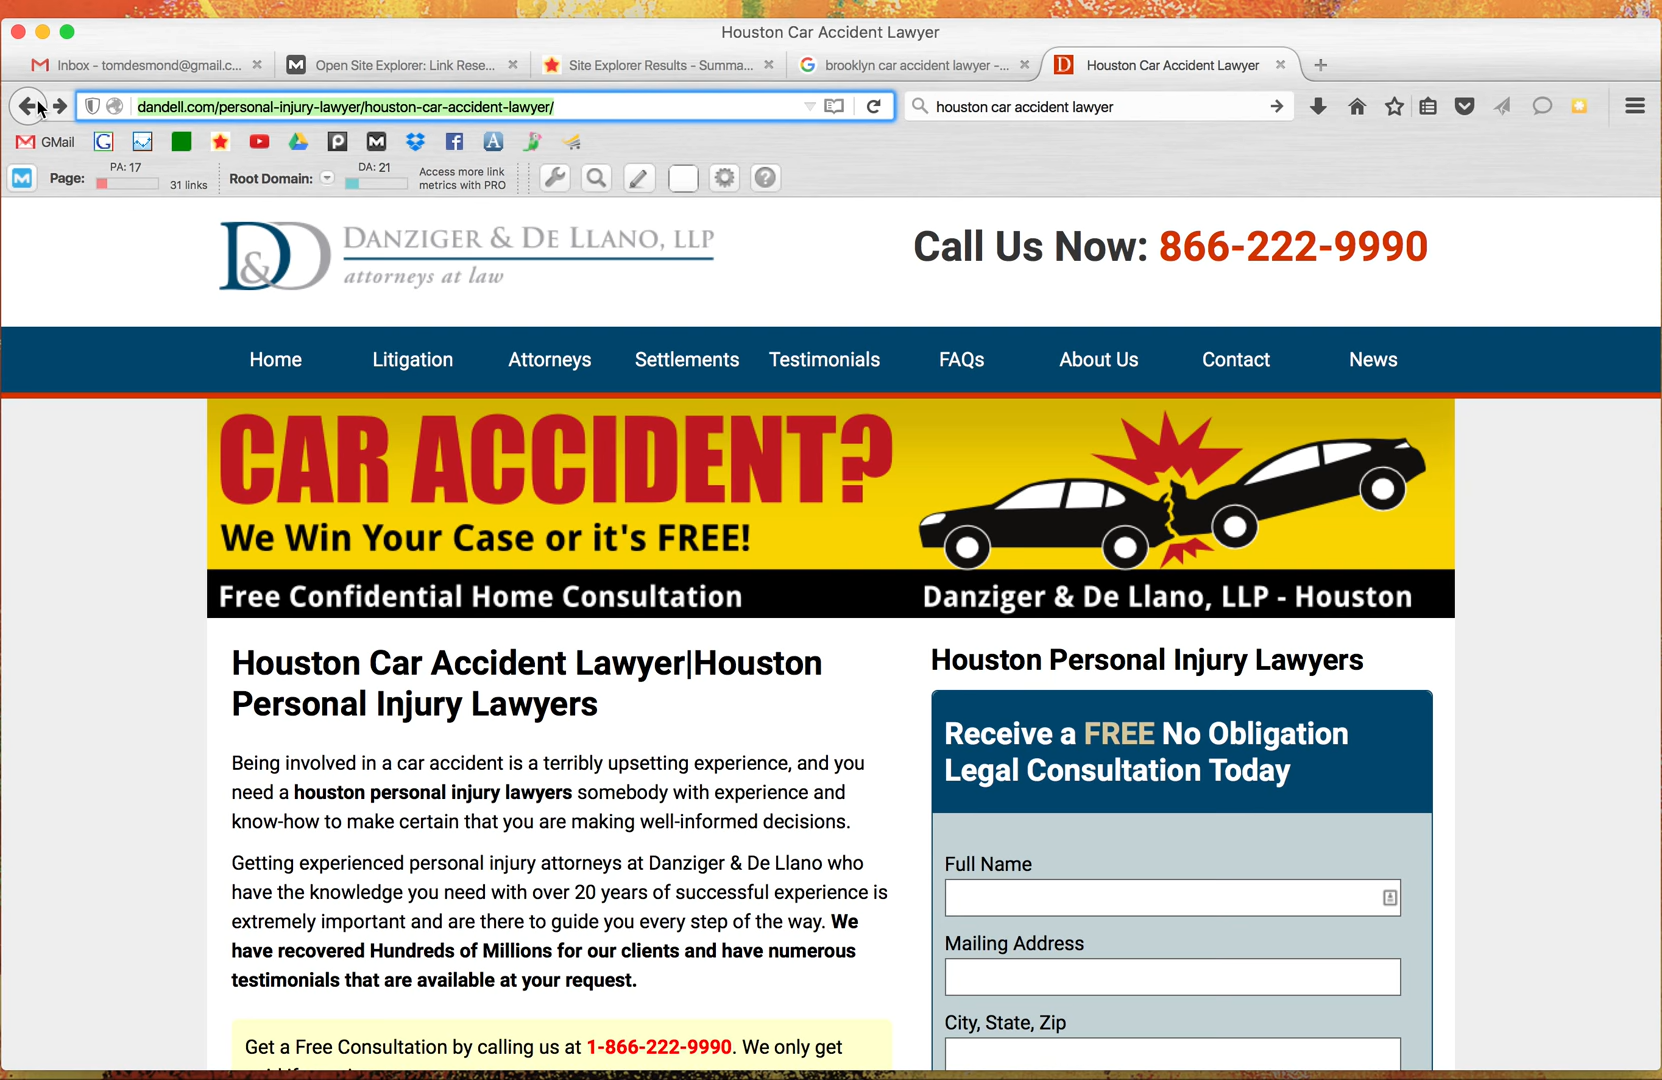 Houston Car Accident Lawyer
Inbox - tomdesmond@gmail.c...
Open Site Explorer: Link Rese...
Site Explorer Results - Summa...
brooklyn car accident lawyer -...
Houston Car Accident Lawyer
dandell.com/personal-injury-lawyer/houston-car-accident-lawyer/
houston car accident lawyer
GMail
Page:
PA: 17
31 links
Root Domain:
DA: 21
Access more link
metrics with PRO
D&D
DANZIGER & DE LLANO, LLP
attorneys at law
Call Us Now: 866-222-9990
Home Litigation Attorneys Settlements Testimonials FAQs About Us Contact News
CAR ACCIDENT?
We Win Your Case or it's FREE!
Free Confidential Home Consultation
Danziger & De Llano, LLP - Houston
Houston Car Accident Lawyer|Houston
Personal Injury Lawyers
Being involved in a car accident is a terribly upsetting experience, and you
need a houston personal injury lawyers somebody with experience and
know-how to make certain that you are making well-informed decisions.
Getting experienced personal injury attorneys at Danziger & De Llano who
have the knowledge you need with over 20 years of successful experience is
extremely important and are there to guide you every step of the way. We
have recovered Hundreds of Millions for our clients and have numerous
testimonials that are available at your request.
Get a Free Consultation by calling us at 1-866-222-9990. We only get
Houston Personal Injury Lawyers
Receive a FREE No Obligation
Legal Consultation Today
Full Name
Mailing Address
City, State, Zip